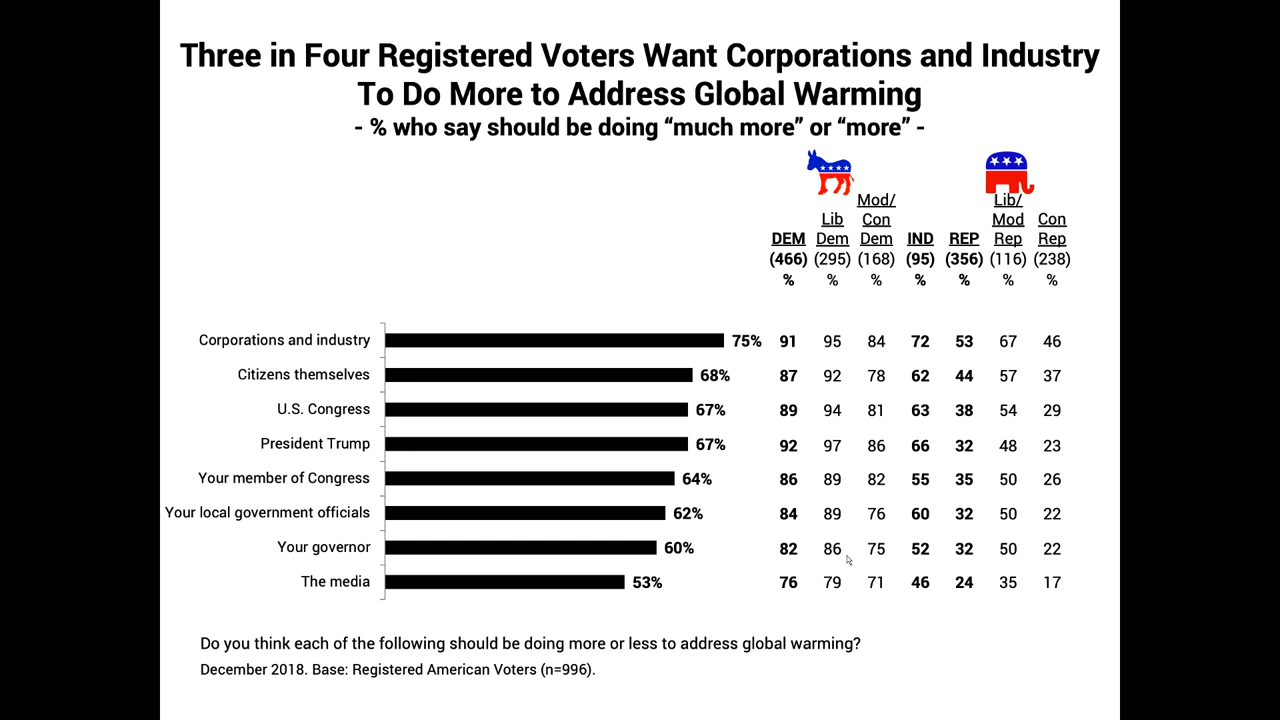 Three in Four Registered Voters Want Corporations and Industry
To Do More to Address Global Warming
- % who say should be doing “much more” or “more” -
Mod/ Lib/
Lib Con Mod Con
DEM Dem Dem IND REP Rep Rep
(466) (295) (168) (95) (356) (116) (238)
% % % % % % %
Corporations and industry 75% 91 95 84 72 53 67 46
Citizens themselves 68% 87 92 78 62 44 57 37
U.S. Congress 67% 89 94 81 63 38 54 29
President Trump 67% 92 97 86 66 32 48 23
Your member of Congress 64% 86 89 82 55 35 50 26
Your local government officials 62% 84 89 76 60 32 50 22
Your governor 60% 82 86 75 52 32 50 22
The media 53% 76 79 71 46 24 35 17
Do you think each of the following should be doing more or less to address global warming?
December 2018. Base: Registered American Voters (n=996).